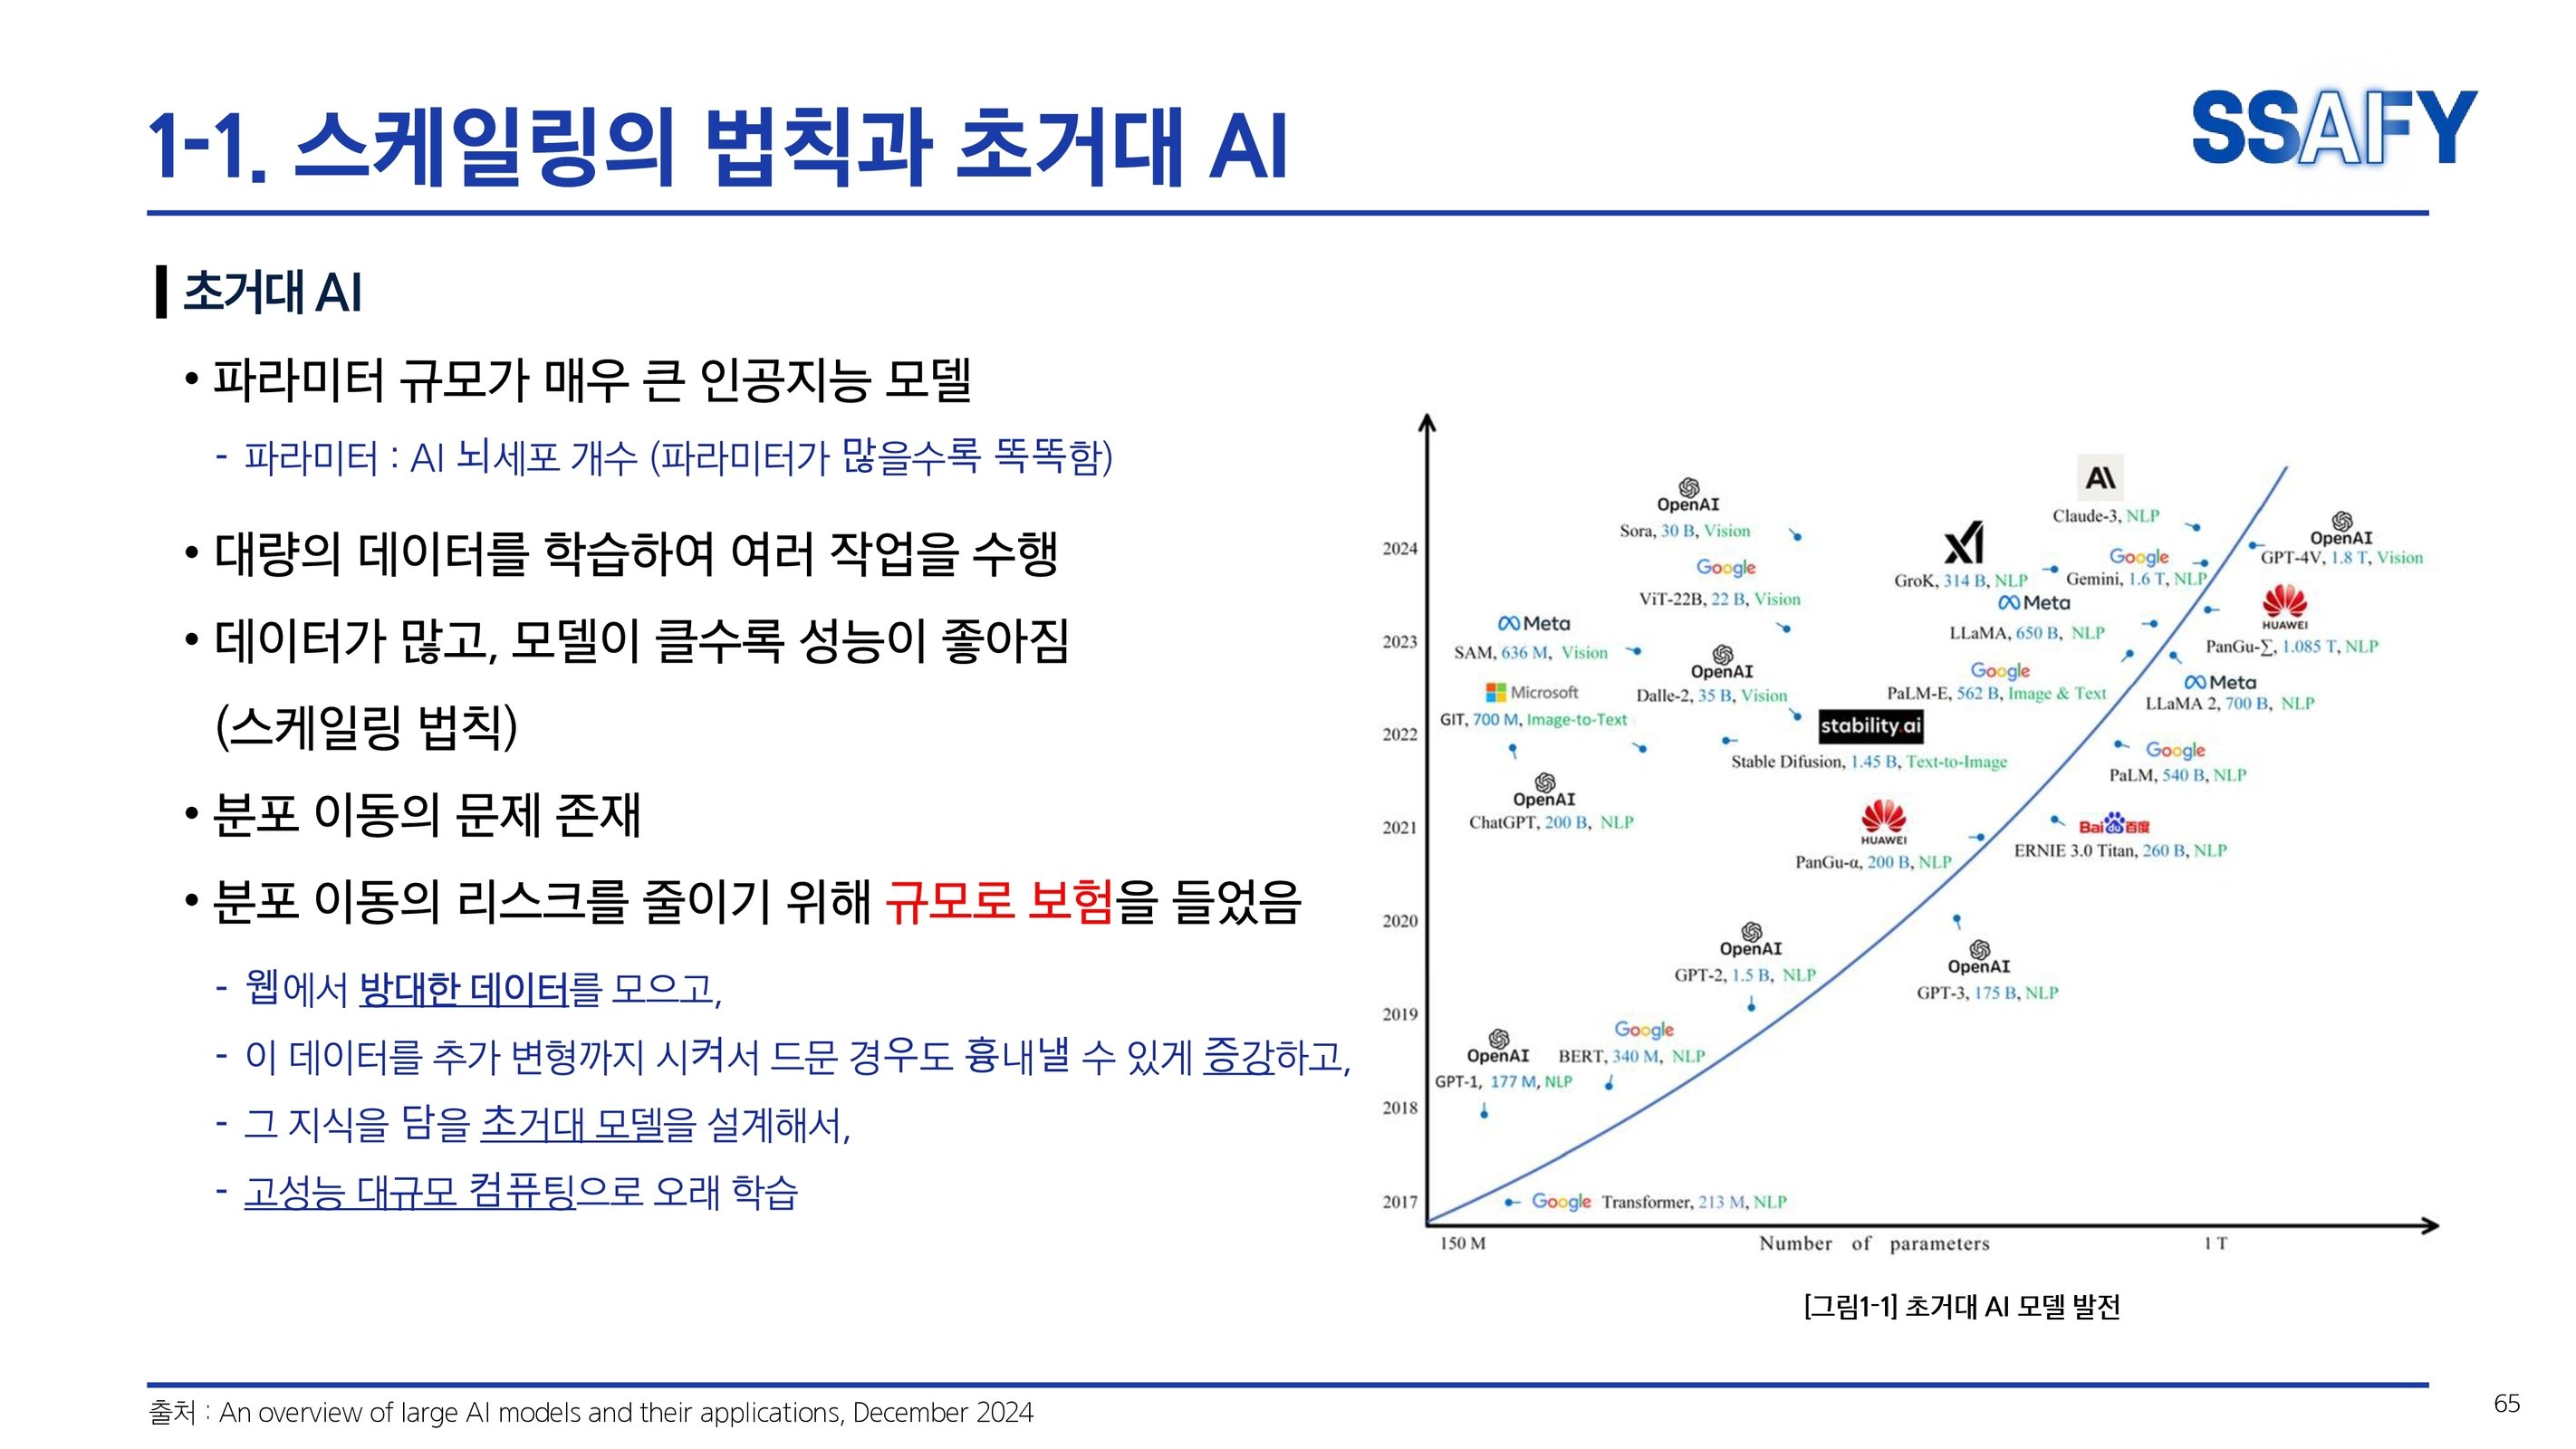 1-1. 스케일링의 법칙과 초거대 AI
SSAFY
초거대 AI
• 파라미터 규모가 매우 큰 인공지능 모델
- 파라미터 : AI 뇌세포 개수 (파라미터가 많을수록 똑똑함)
• 대량의 데이터를 학습하여 여러 작업을 수행
• 데이터가 많고, 모델이 클수록 성능이 좋아짐
(스케일링 법칙)
• 분포 이동의 문제 존재
• 분포 이동의 리스크를 줄이기 위해 규모로 보험을 들었음
- 웹에서 방대한 데이터를 모으고,
- 이 데이터를 추가 변형까지 시켜서 드문 경우도 흉내낼 수 있게 증강하고,
- 그 지식을 담을 초거대 모델을 설계해서,
- 고성능 대규모 컴퓨팅으로 오래 학습
2024
2023
2022
2021
2020
2019
2018
2017
OpenAI
Sora, 30 B, Vision
Google
ViT-22B, 22 B, Vision
Meta
SAM, 636 M, Vision
OpenAI
Dalle-2, 35 B, Vision
Microsoft
GIT, 700 M, Image-to-Text
stability.ai
Stable Difusion, 1.45 B, Text-to-Image
OpenAI
ChatGPT, 200 B, NLP
A\
Claude-3, NLP
xI
GroK, 314 B, NLP
Google
Gemini, 1.6 T, NLP
OpenAI
GPT-4V, 1.8 T, Vision
Meta
LLaMA, 650 B, NLP
HUAWEI
PanGu-∑, 1.085 T, NLP
Google
PaLM-E, 562 B, Image & Text
Meta
LLaMA 2, 700 B, NLP
Google
PaLM, 540 B, NLP
HUAWEI
PanGu-α, 200 B, NLP
Bai du 百度
ERNIE 3.0 Titan, 260 B, NLP
OpenAI
GPT-2, 1.5 B, NLP
OpenAI
GPT-3, 175 B, NLP
OpenAI
GPT-1, 177 M, NLP
Google
BERT, 340 M, NLP
Google Transformer, 213 M, NLP
150 M
Number of parameters
1 T
[그림1-1] 초거대 AI 모델 발전
출처 : An overview of large AI models and their applications, December 2024
65